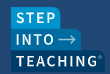 STEP
INTO →
TEACHING®